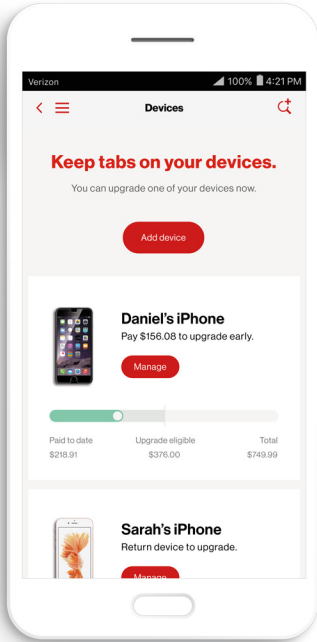 Verizon 100% 4:21 PM
Devices
Keep tabs on your devices.
You can upgrade one of your devices now.
Add device
Daniel's iPhone
Pay $156.08 to upgrade early.
Manage
Paid to date Upgrade eligible Total
$218.91 $376.00 $749.99
Sarah's iPhone
Return device to upgrade.
Manage